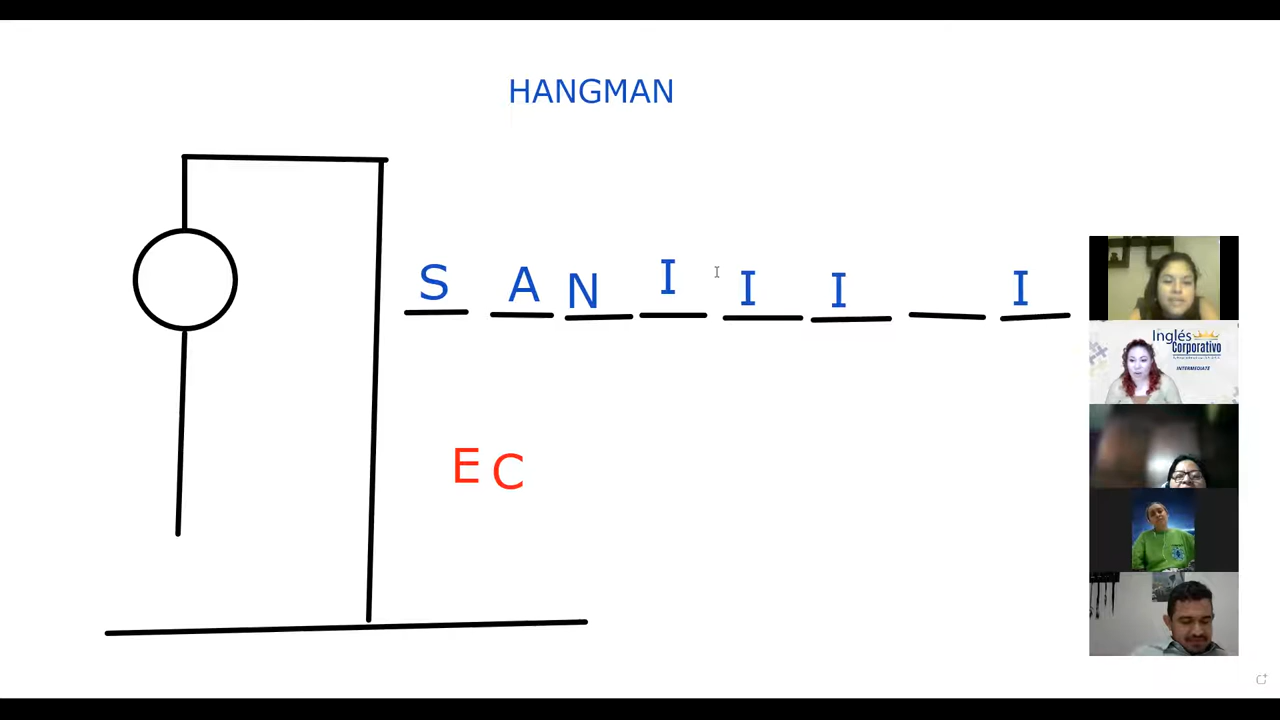 HANGMAN
S A N I I I I
E C
Inglés
Corporativo
INTERMEDIATE